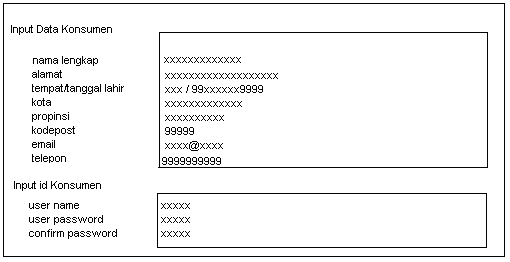 Input Data Konsumen
nama lengkap xxxxxxxxxxxxx
alamat xxxxxxxxxxxxxxxxxxx
tempat/tanggal lahir xxx / 99xxxxxx9999
kota xxxxxxxxxxxxx
propinsi xxxxxxxxxx
kodepost 99999
email xxxx@xxxx
telepon 9999999999
Input id Konsumen
user name xxxxx
user password xxxxx
confirm password xxxxx